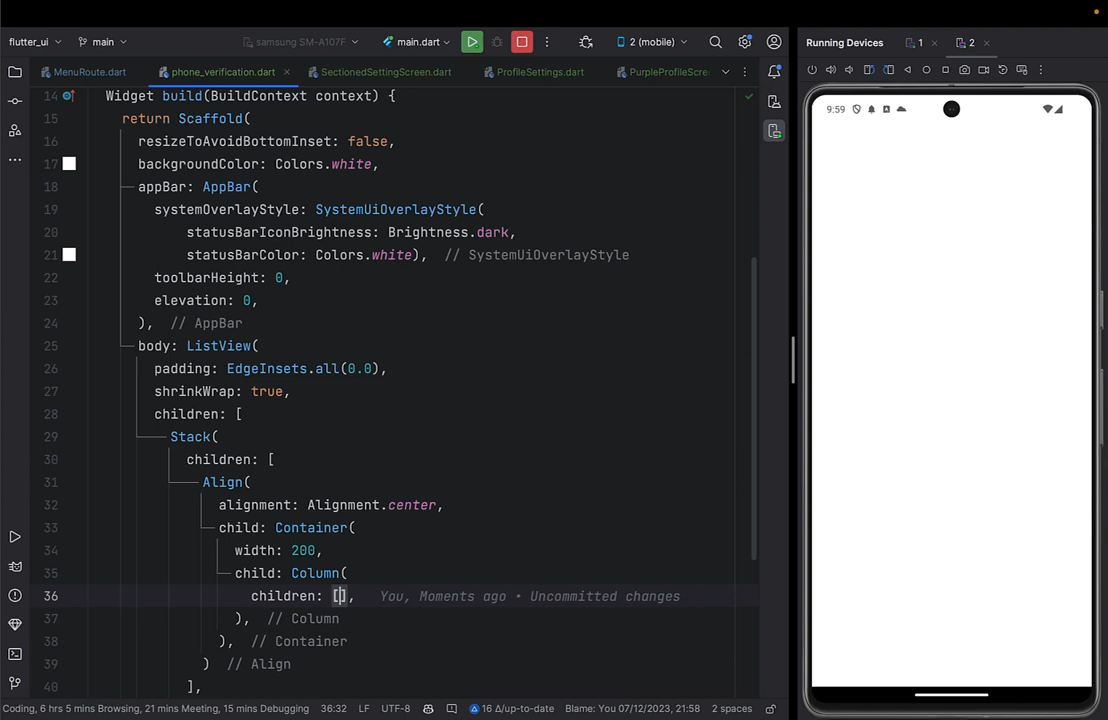 flutter_ui
main
samsung SM-A107F
main.dart
2 (mobile)
Running Devices
1
2
MenuRoute.dart
phone_verification.dart
SectionedSettingScreen.dart
ProfileSettings.dart
PurpleProfileScre
14 Widget build(BuildContext context) {
15 return Scaffold(
16 resizeToAvoidBottomInset: false,
17 backgroundColor: Colors.white,
18 appBar: AppBar(
19 systemOverlayStyle: SystemUiOverlayStyle(
20 statusBarIconBrightness: Brightness.dark,
21 statusBarColor: Colors.white), // SystemUiOverlayStyle
22 toolbarHeight: 0,
23 elevation: 0,
24 ), // AppBar
25 body: ListView(
26 padding: EdgeInsets.all(0.0),
27 shrinkWrap: true,
28 children: [
29 Stack(
30 children: [
31 Align(
32 alignment: Alignment.center,
33 child: Container(
34 width: 200,
35 child: Column(
36 children: [], You, Moments ago • Uncommitted changes
37 ), // Column
38 ), // Container
39 ) // Align
40 ],
9:59
Coding, 6 hrs 5 mins Browsing, 21 mins Meeting, 15 mins Debugging
36:32
LF
UTF-8
16 Δ/up-to-date
Blame: You 07/12/2023, 21:58
2 spaces